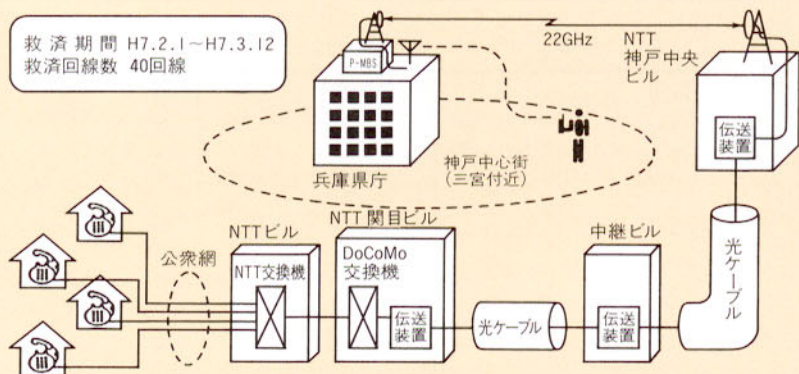 救済期間 H7.2.1～H7.3.12
救済回線数 40回線
P-MBS
22GHz
NTT
神戸中央
ビル
伝送
装置
兵庫県庁
神戸中心街
(三宮付近)
公衆網
NTTビル
NTT交換機
NTT関目ビル
DoCoMo
交換機
伝送
装置
光ケーブル
中継ビル
伝送
装置
光ケーブル